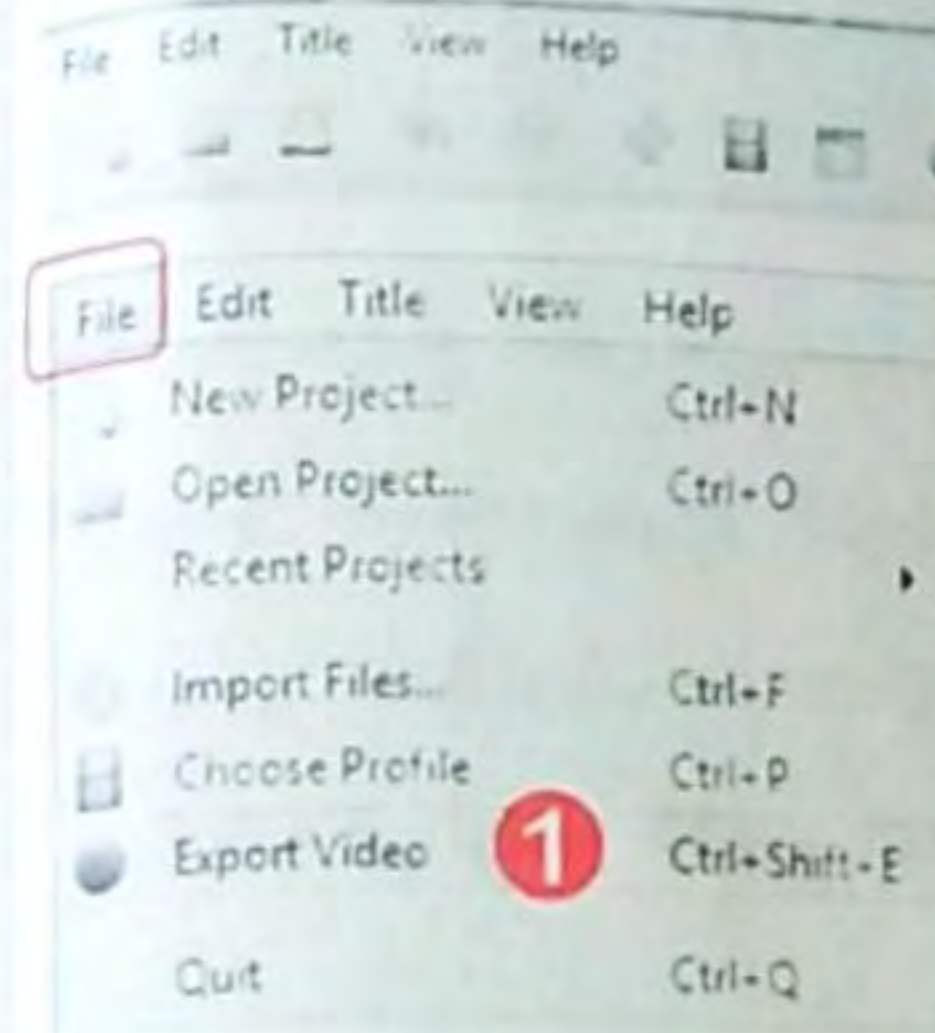 File Edit Title View Help
File Edit Title View Help
New Project... Ctrl+N
Open Project... Ctrl+O
Recent Projects
Import Files... Ctrl+F
Choose Profile Ctrl+P
Export Video 1 Ctrl+Shift+E
Quit Ctrl+Q